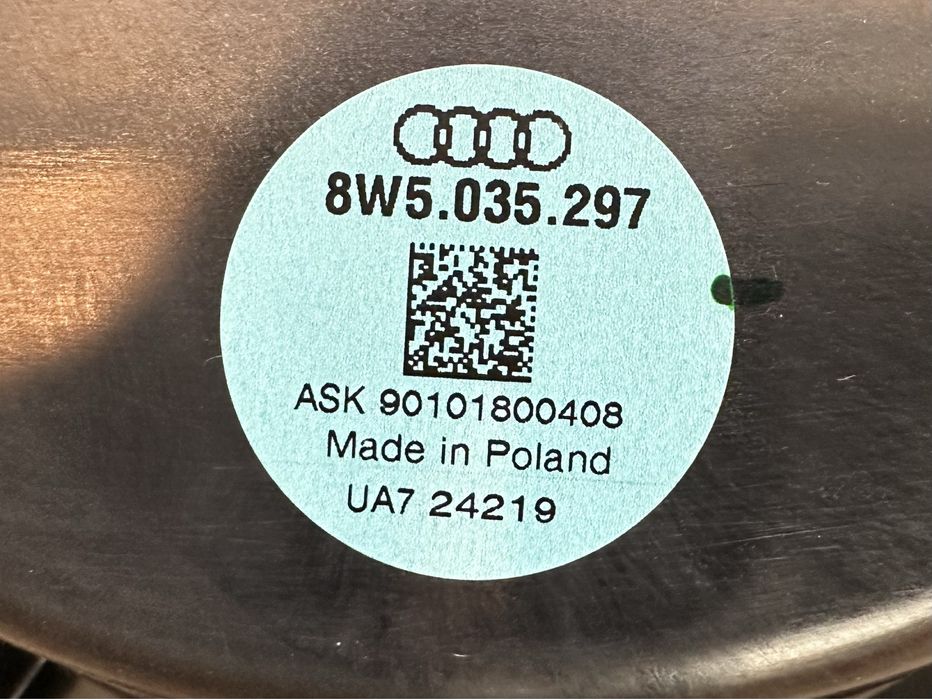 8W5.035.297
ASK 90101800408
Made in Poland
UA7 24219